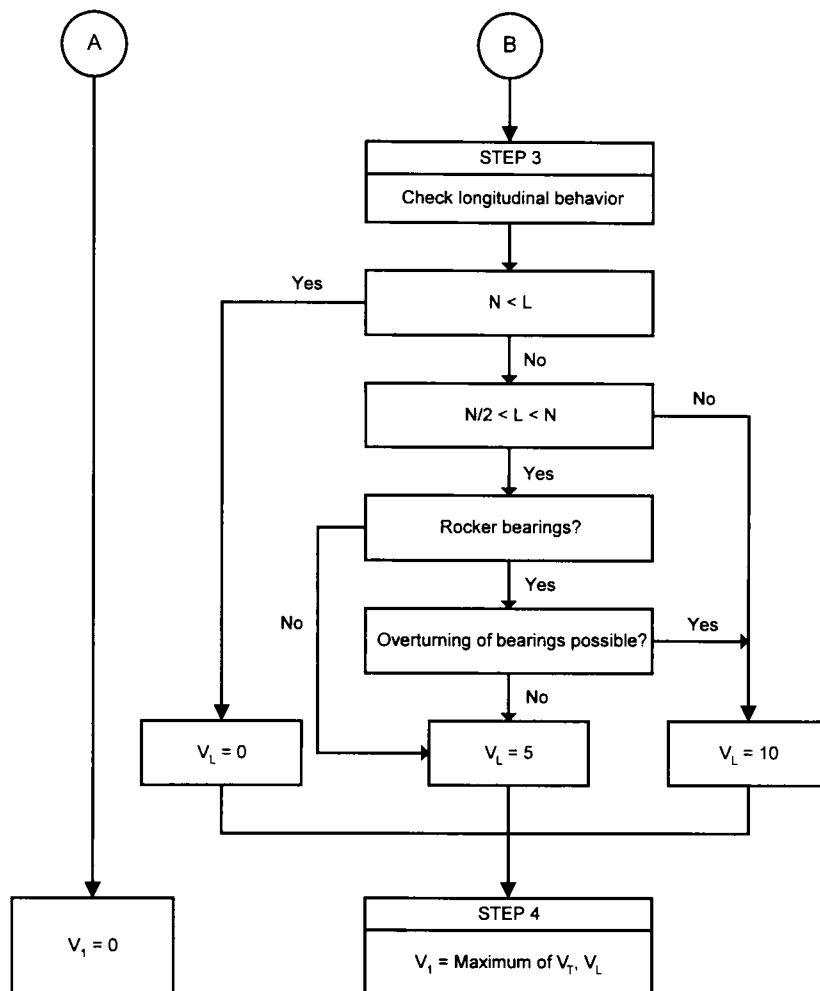 A
B
STEP 3
Check longitudinal behavior
Yes
N < L
No
N/2 < L < N
No
Yes
Rocker bearings?
Yes
No
Overturning of bearings possible?
Yes
No
V_L = 0
V_L = 5
V_L = 10
V_1 = 0
STEP 4
V_1 = Maximum of V_T, V_L